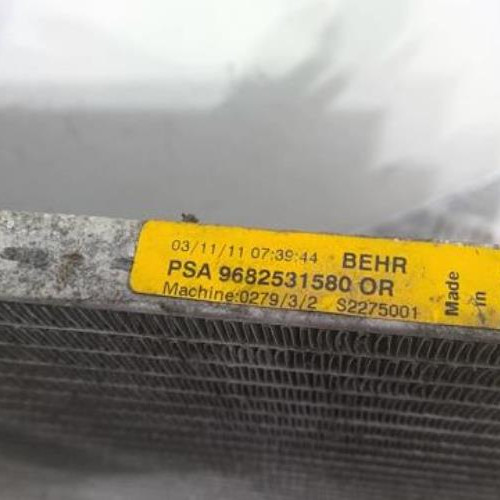 03/11/11 07:39:44 BEHR
PSA 9682531580 OR
Machine:0279/3/2 S2275001
Made
in